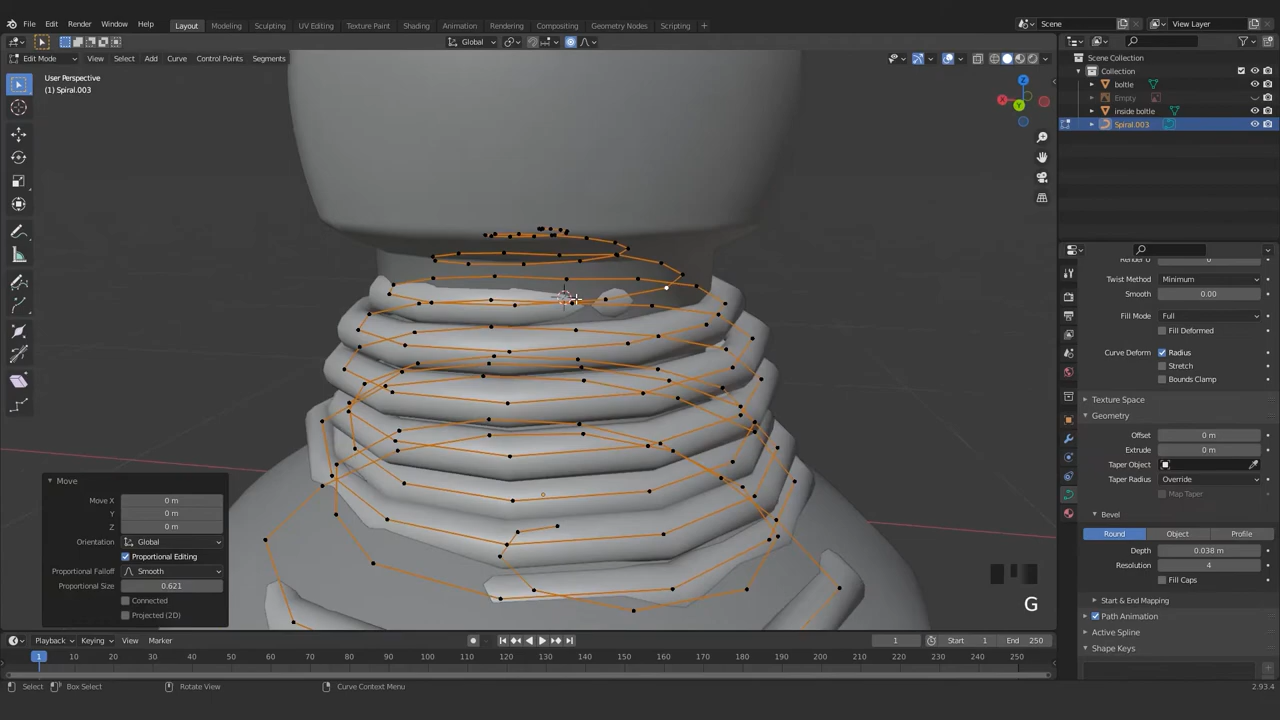 File Edit Render Window Help Layout Modeling Sculpting UV Editing Texture Paint Shading Animation Rendering Compositing Geometry Nodes Scripting + Scene View Layer
Global
Edit Mode View Select Add Curve Control Points Segments
User Perspective
(1) Spiral.003
Scene Collection
Collection
boltle
Empty
inside boltle
Spiral.003
Twist Method Minimum
Smooth 0.00
Fill Mode Full
Fill Deformed
Curve Deform Radius
Stretch
Bounds Clamp
Texture Space
Geometry
Offset 0 m
Extrude 0 m
Taper Object
Taper Radius Override
Map Taper
Bevel
Round Object Profile
Depth 0.038 m
Resolution 4
Fill Caps
Start & End Mapping
Path Animation
Active Spline
Shape Keys
Move
Move X 0 m
Y 0 m
Z 0 m
Orientation Global
Proportional Editing
Proportional Falloff Smooth
Proportional Size 0.621
Connected
Projected (2D)
G
Playback Keying View Marker 1 Start 1 End 250
1 10 20 30 40 50 60 70 80 90 100 110 120 130 140 150 160 170 180 190 200 210 220 230 240 250
Select Box Select Rotate View Curve Context Menu 2.93.4